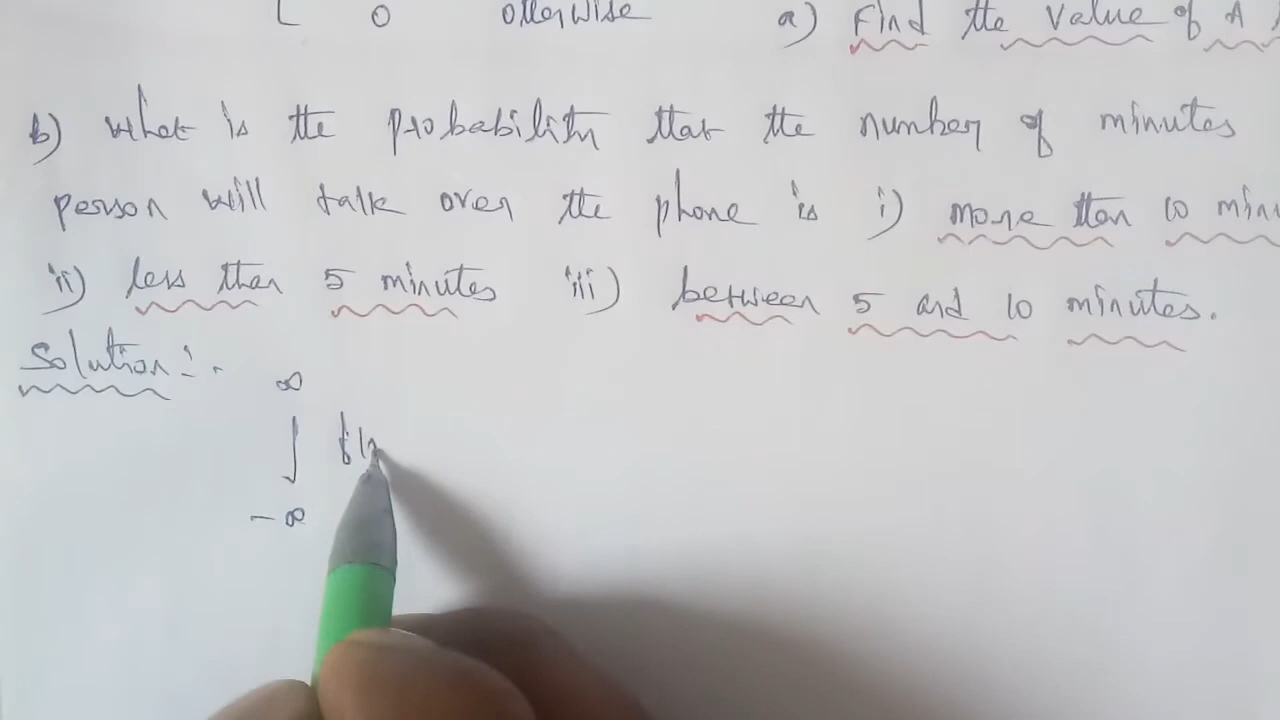 0 otherwise a) Find the value of A
b) what is the probability that the number of minutes
person will talk over the phone is i) more than 10 min
ii) less than 5 minutes iii) between 5 and 10 minutes.
Solution:-
∞
∫ f(x
-∞